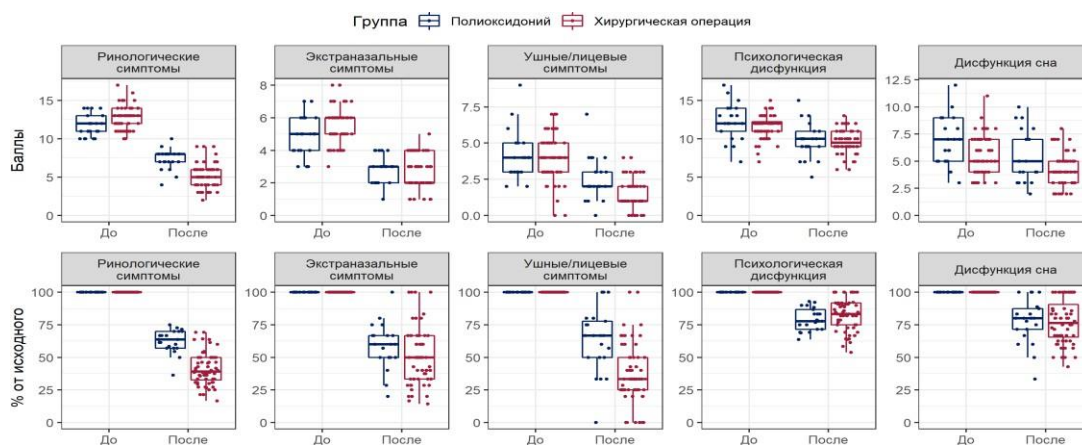 Группа Полиоксидоний Хирургическая операция
Ринологические
симптомы
Экстраназальные
симптомы
Ушные/лицевые
симптомы
Психологическая
дисфункция
Дисфункция сна
Баллы
15
10
5
0
До После
8
6
4
2
0
До После
7.5
5.0
2.5
0.0
До После
15
10
5
0
До После
12.5
10.0
7.5
5.0
2.5
0.0
До После
Ринологические
симптомы
Экстраназальные
симптомы
Ушные/лицевые
симптомы
Психологическая
дисфункция
Дисфункция сна
% от исходного
100
75
50
25
0
До После
100
75
50
25
0
До После
100
75
50
25
0
До После
100
75
50
25
0
До После
100
75
50
25
0
До После